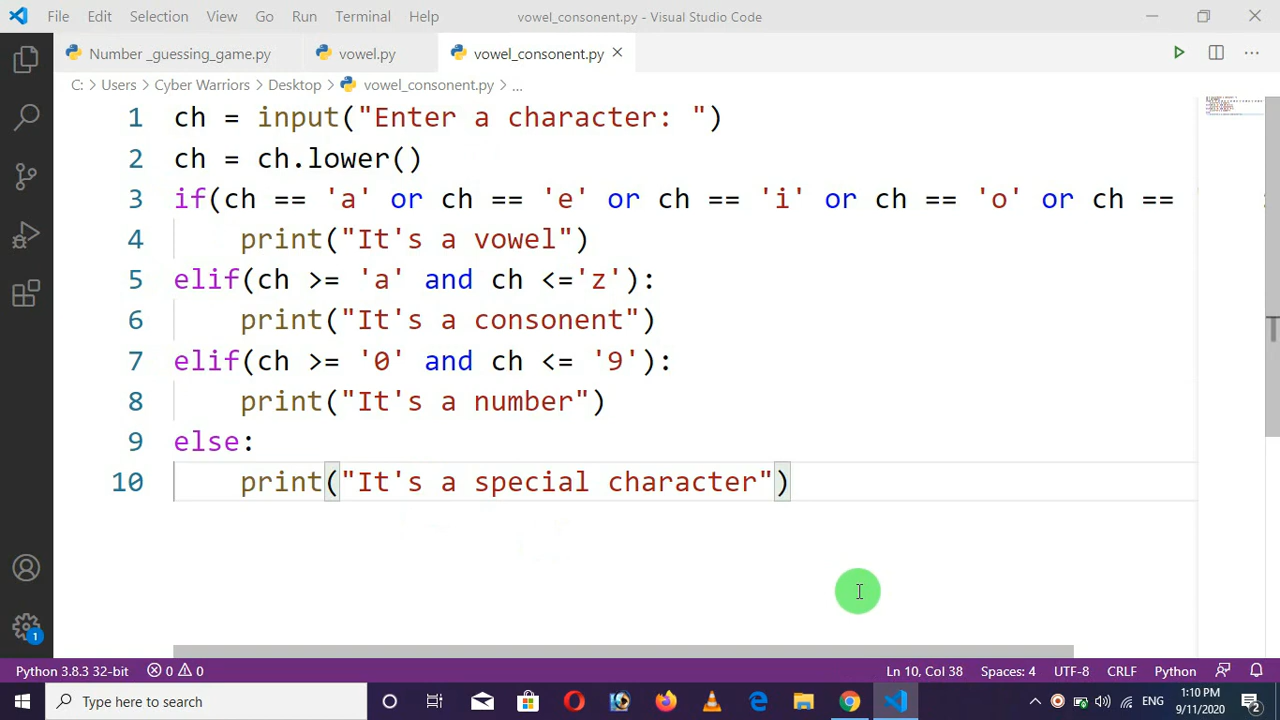 File Edit Selection View Go Run Terminal Help vowel_consonent.py - Visual Studio Code
Number _guessing_game.py vowel.py vowel_consonent.py
C: > Users > Cyber Warriors > Desktop > vowel_consonent.py > ...
1 ch = input("Enter a character: ")
2 ch = ch.lower()
3 if(ch == 'a' or ch == 'e' or ch == 'i' or ch == 'o' or ch ==
4 print("It's a vowel")
5 elif(ch >= 'a' and ch <='z'):
6 print("It's a consonent")
7 elif(ch >= '0' and ch <= '9'):
8 print("It's a number")
9 else:
10 print("It's a special character")
1
Python 3.8.3 32-bit 0 0 Ln 10, Col 38 Spaces: 4 UTF-8 CRLF Python
Type here to search ENG 1:10 PM
9/11/2020 2